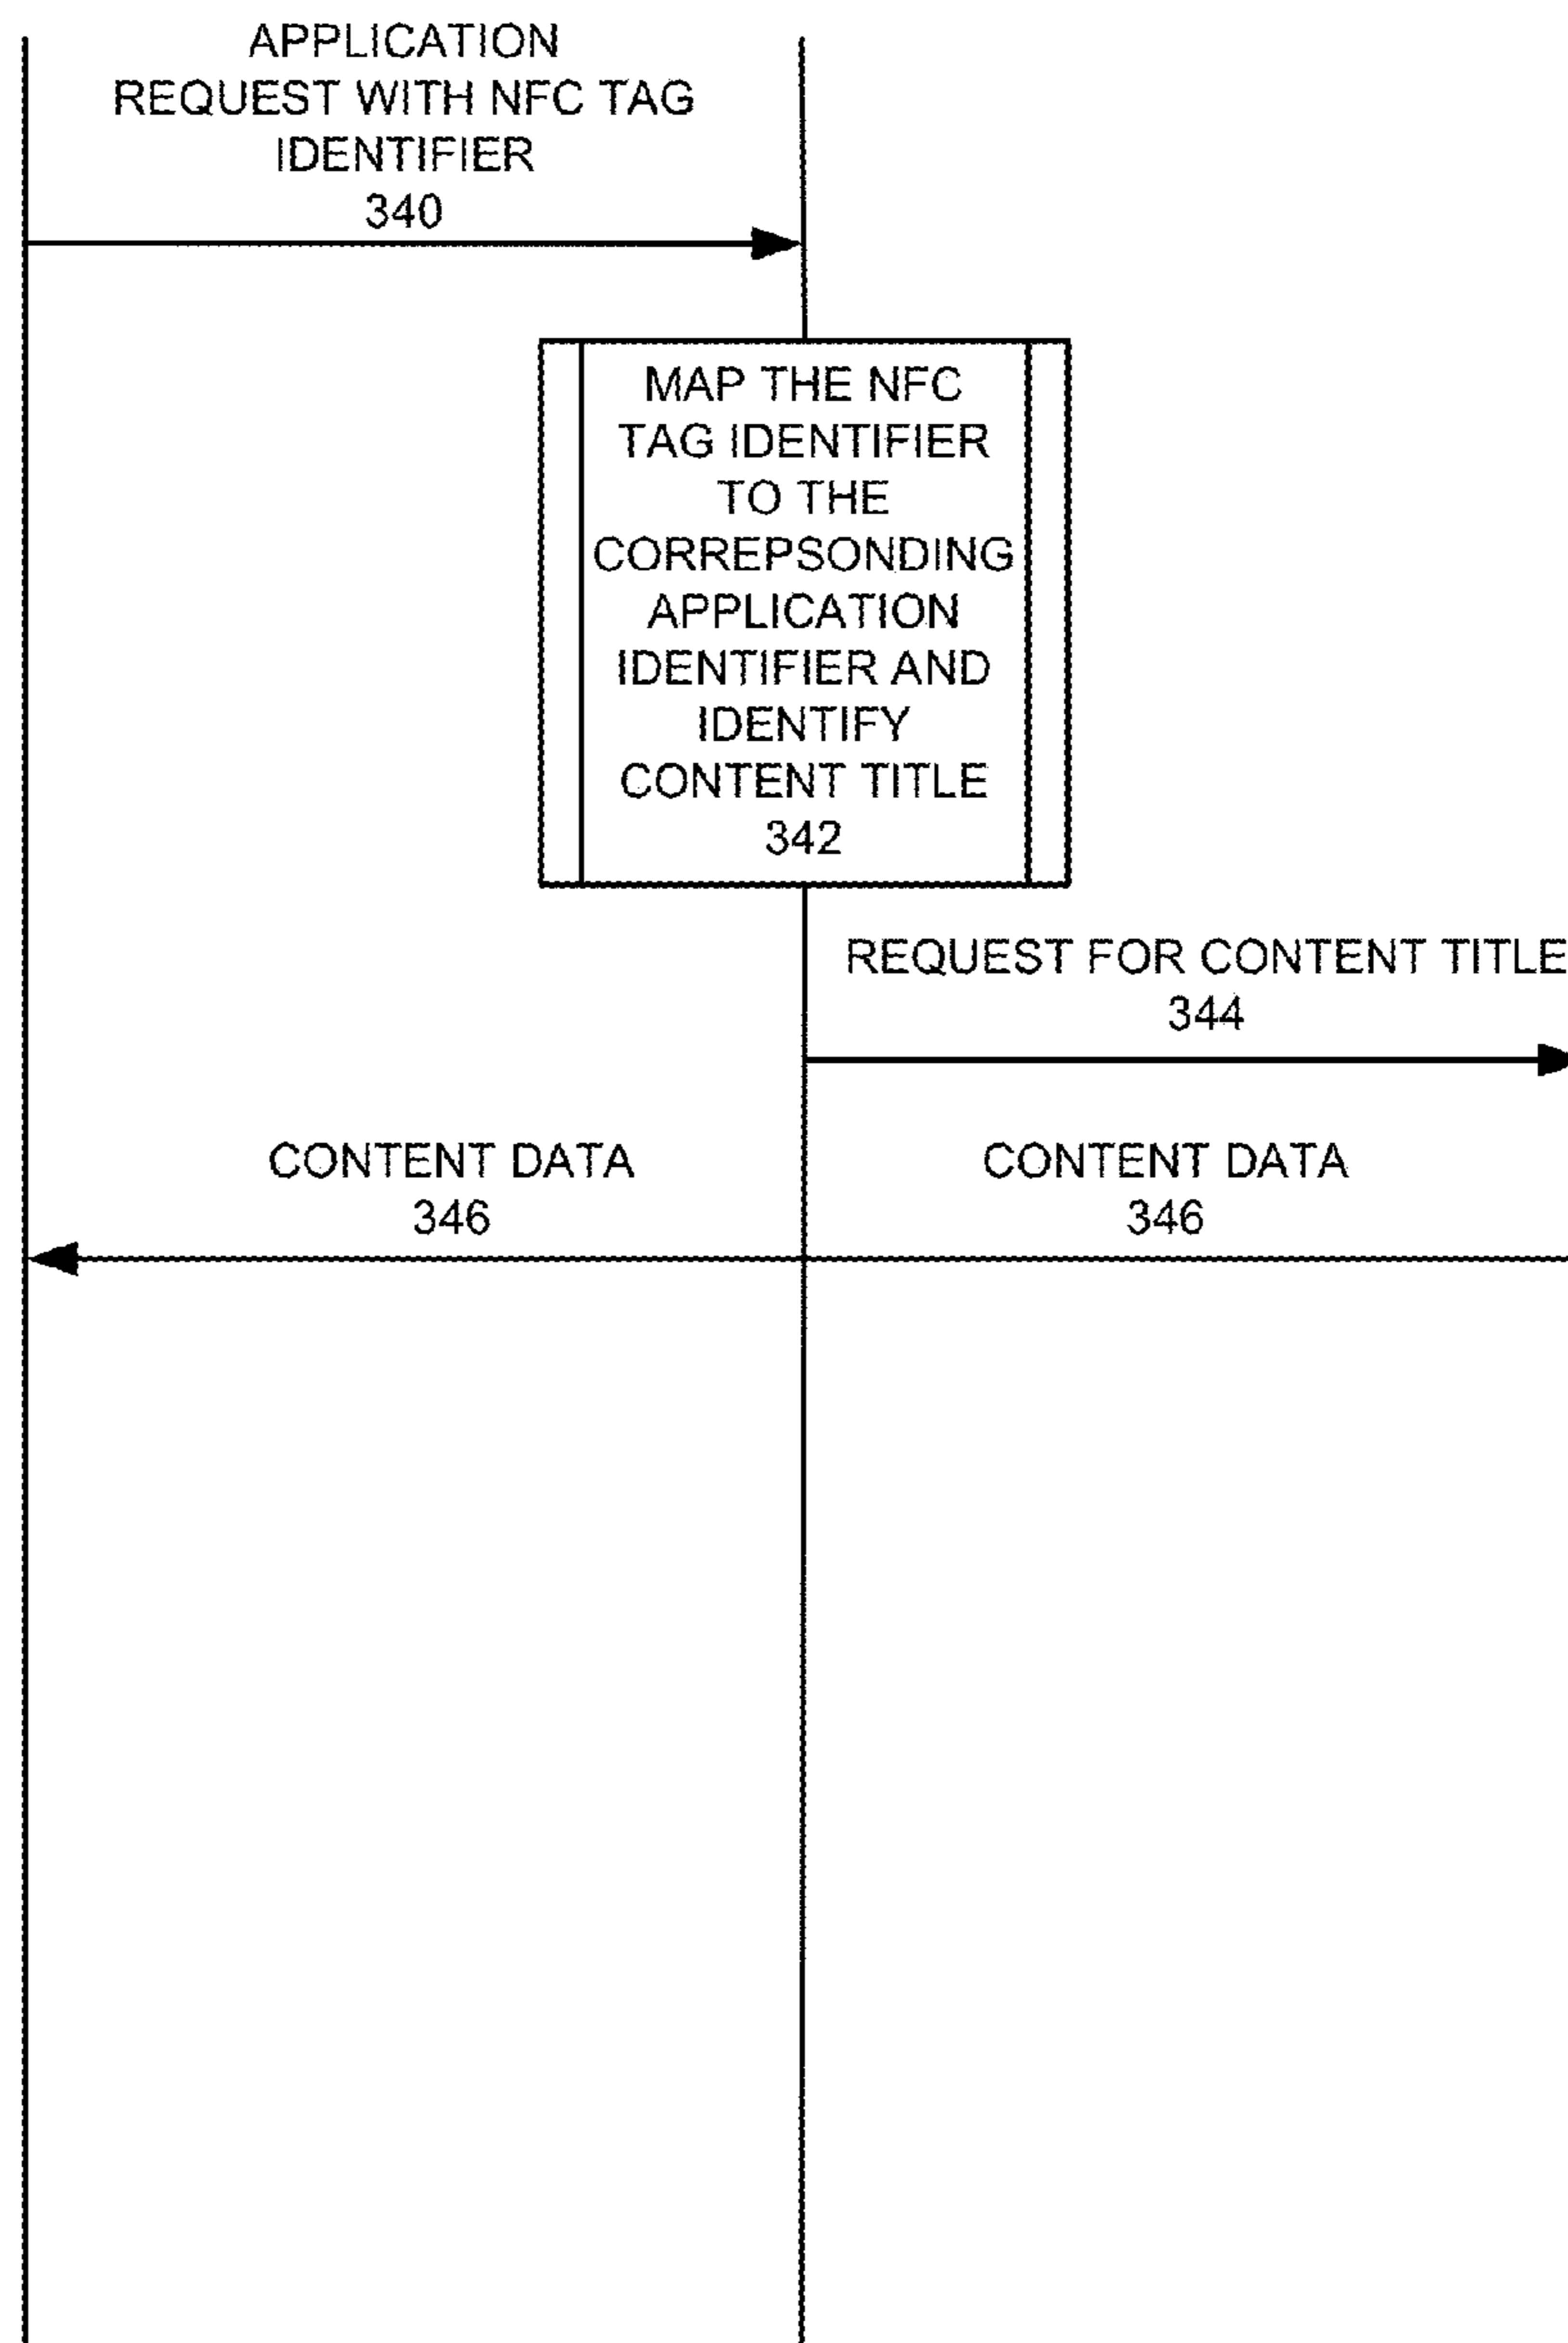 APPLICATION
REQUEST WITH NFC TAG
IDENTIFIER
340
MAP THE NFC
TAG IDENTIFIER
TO THE
CORREPSONDING
APPLICATION
IDENTIFIER AND
IDENTIFY
CONTENT TITLE
342
REQUEST FOR CONTENT TITLE
344
CONTENT DATA
346
CONTENT DATA
346